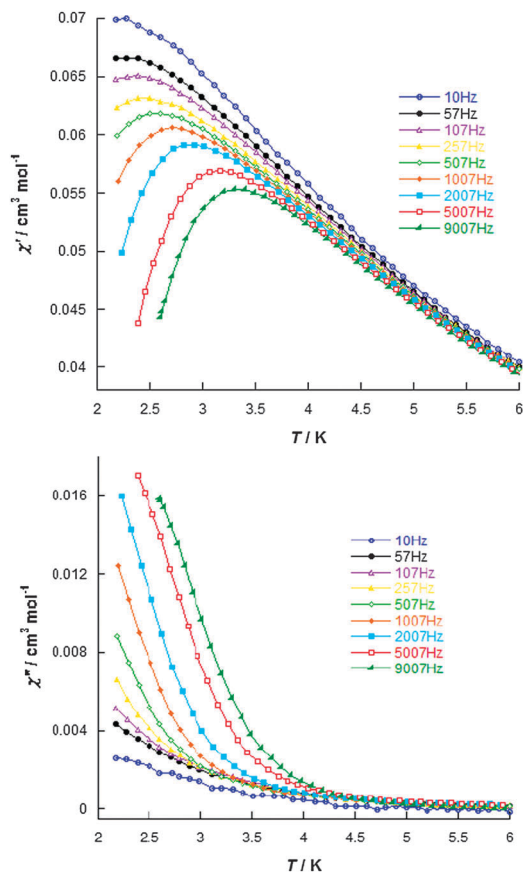 0.07
0.065
0.06
0.055
0.05
0.045
0.04
χ' / cm³ mol⁻¹
10Hz
57Hz
107Hz
257Hz
507Hz
1007Hz
2007Hz
5007Hz
9007Hz
2 2.5 3 3.5 4 4.5 5 5.5 6
T / K
0.016
0.012
0.008
0.004
0
χ" / cm³ mol⁻¹
10Hz
57Hz
107Hz
257Hz
507Hz
1007Hz
2007Hz
5007Hz
9007Hz
2 2.5 3 3.5 4 4.5 5 5.5 6
T / K